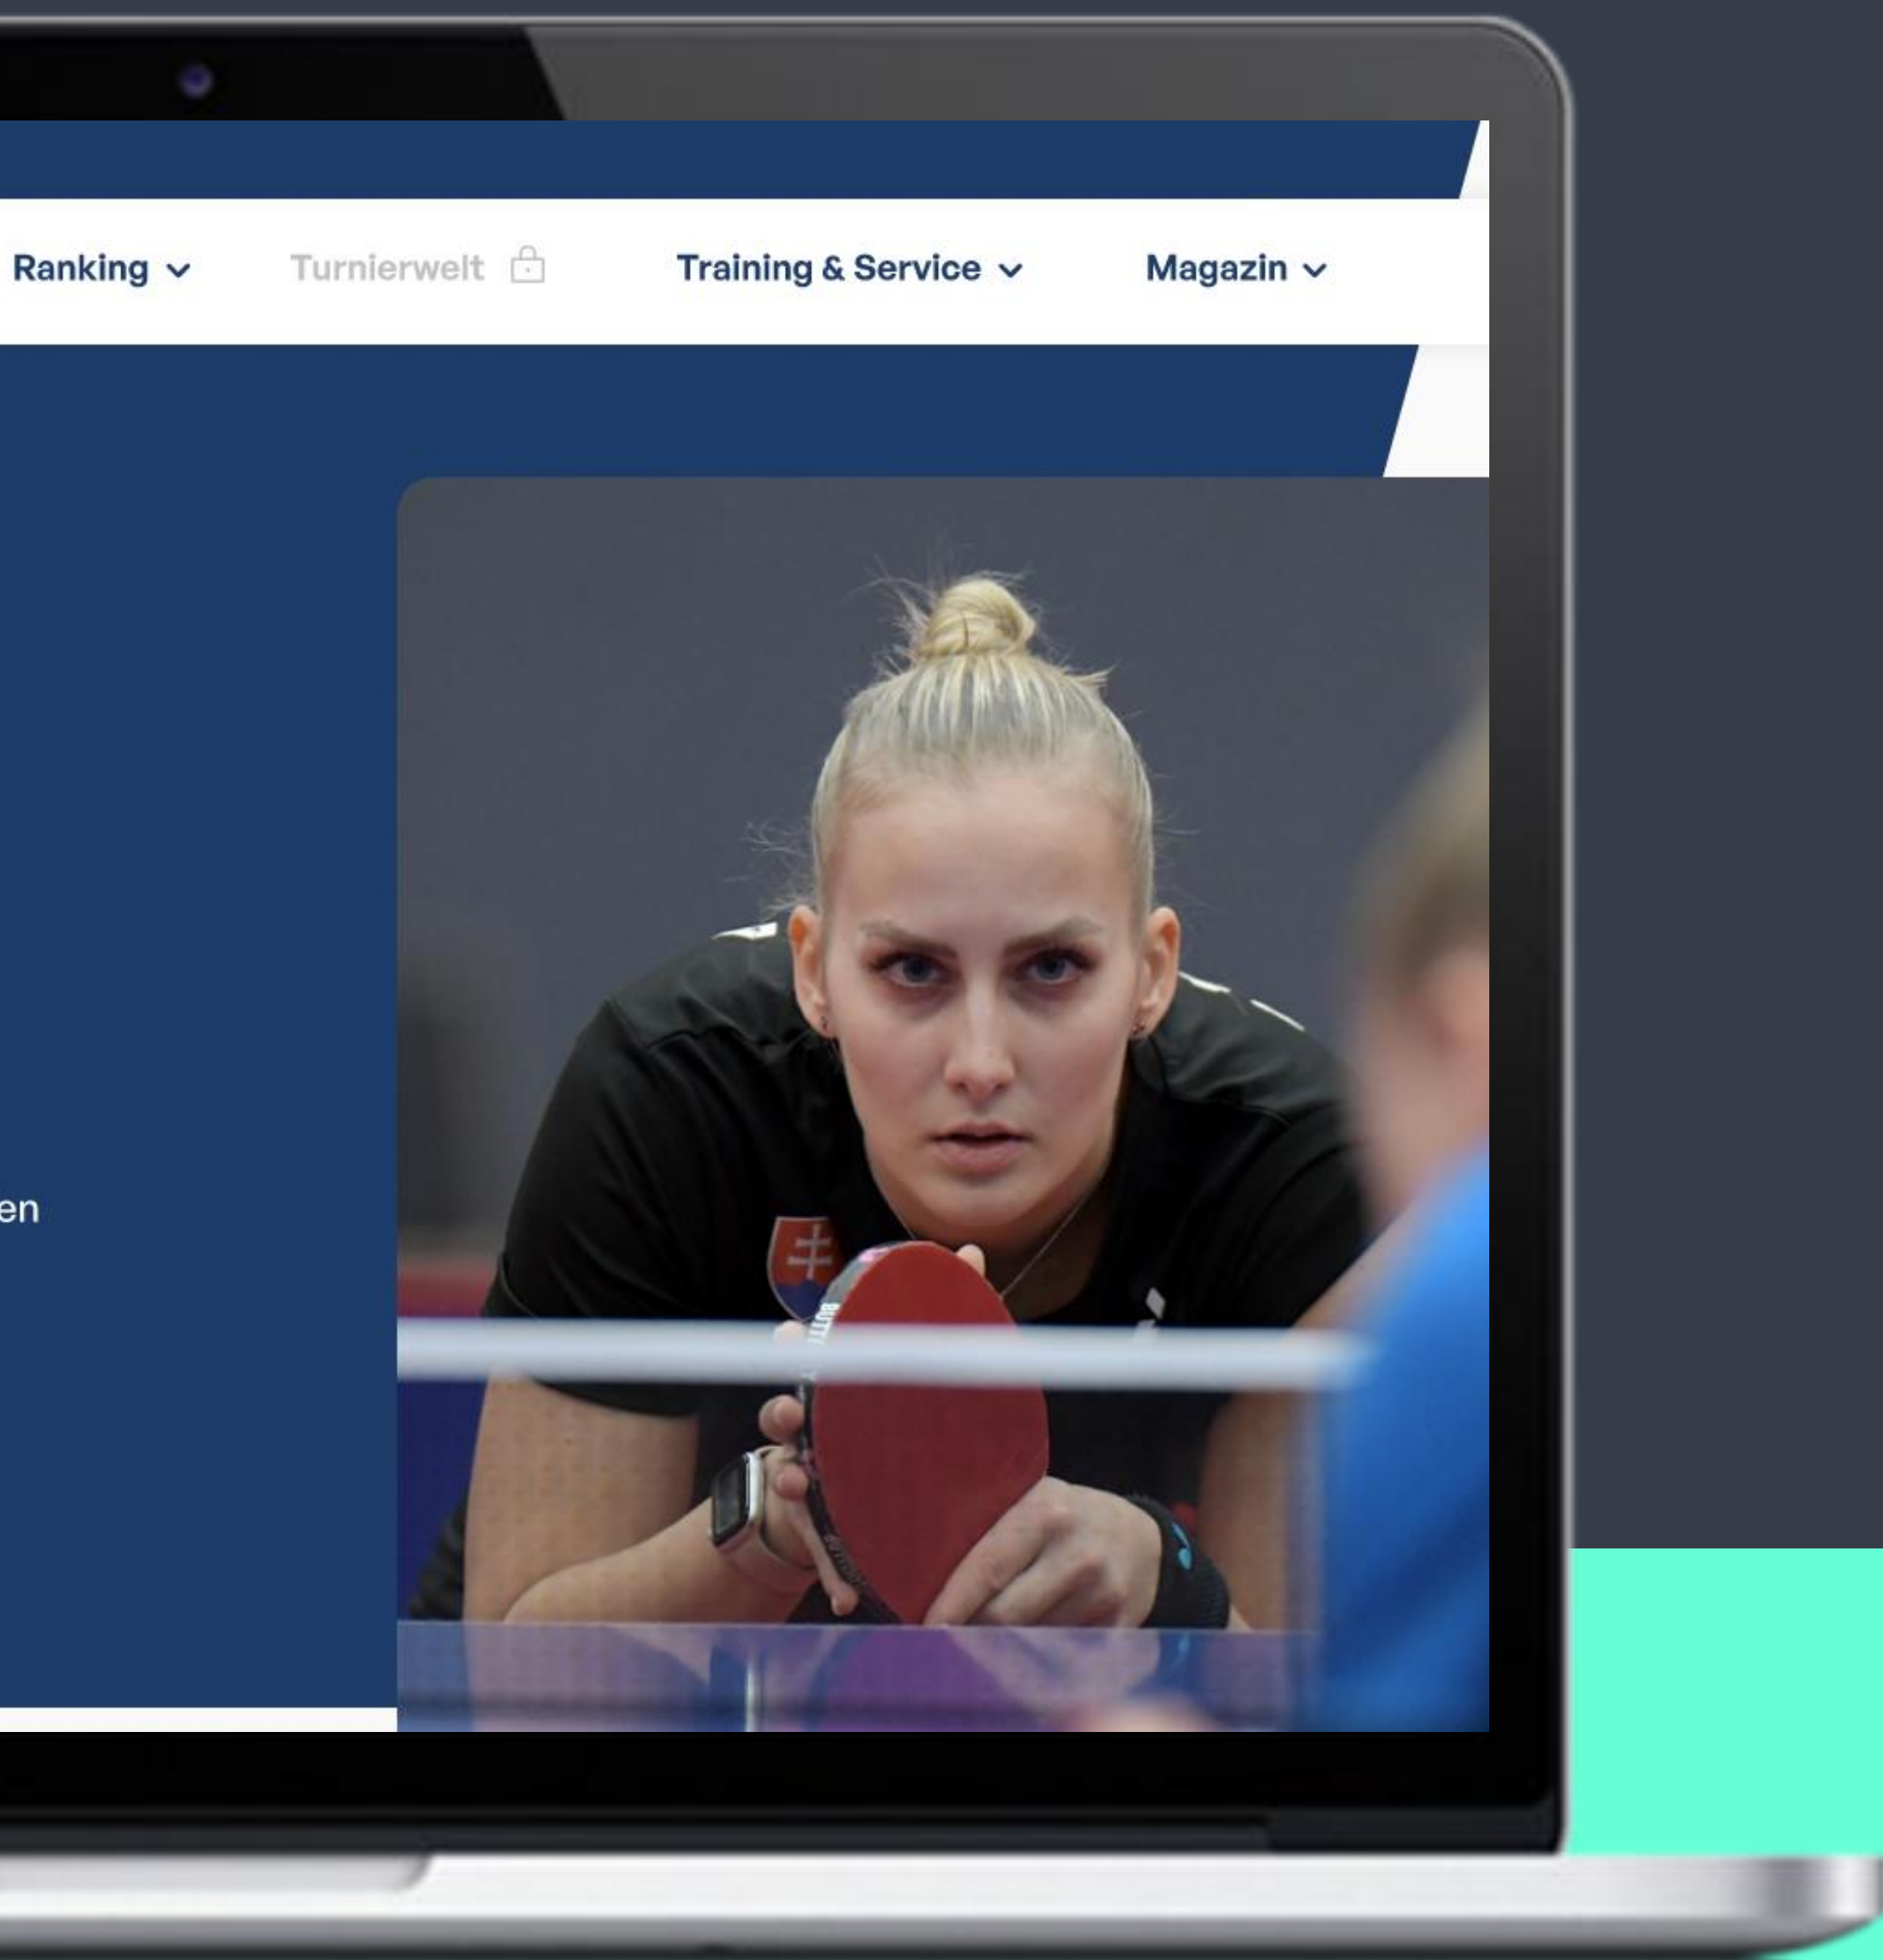 Ranking
Turnierwelt
Training & Service
Magazin
en